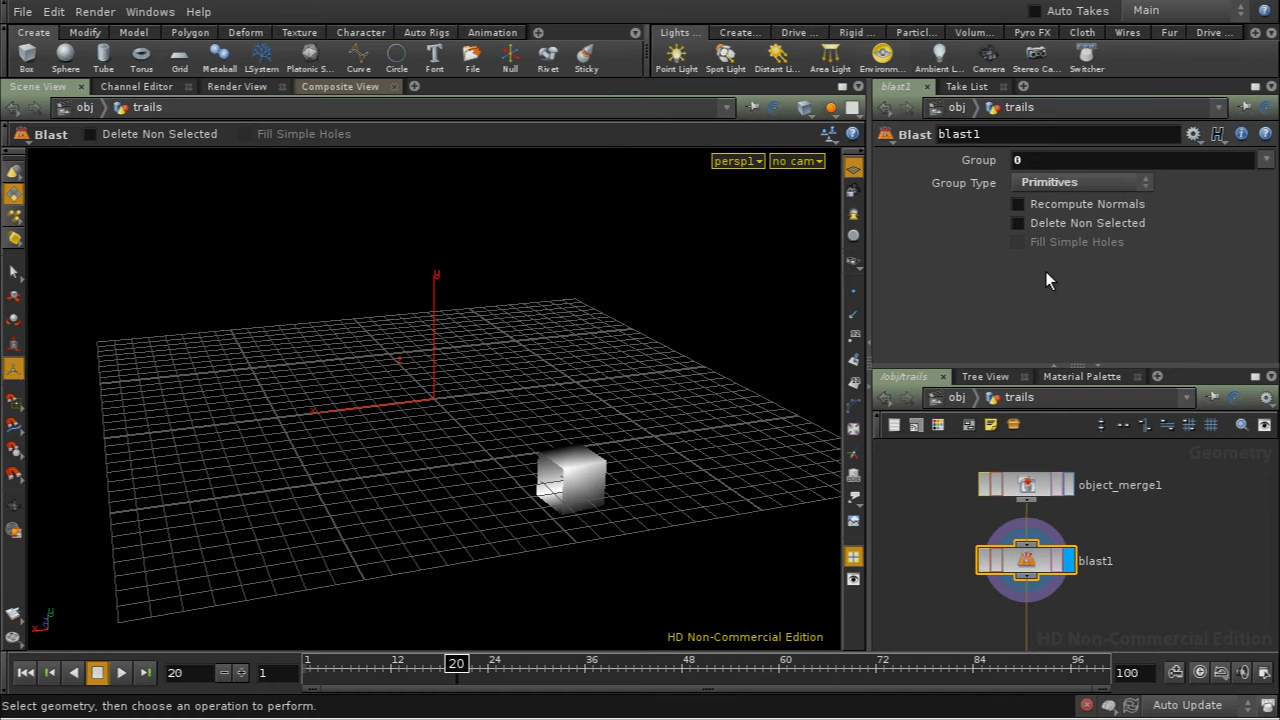 File Edit Render Windows Help Auto Takes Main
Create Modify Model Polygon Deform Texture Character Auto Rigs Animation Lights ... Create... Drive ... Rigid ... Particl... Volum... Pyro FX Cloth Wires Fur Drive ...
Box Sphere Tube Torus Grid Metaball LSystem Platonic S... Curve Circle Font File Null Rivet Sticky Point Light Spot Light Distant Li... Area Light Environm... Ambient L... Camera Stereo Ca... Switcher
Scene View Channel Editor Render View Composite View blast1 Take List
obj trails obj trails
Blast Delete Non Selected Fill Simple Holes Blast blast1
persp1 no cam
Group 0
Group Type Primitives
Recompute Normals
Delete Non Selected
Fill Simple Holes
y
x
z
/obj/trails Tree View Material Palette
obj trails
Geometry
object_merge1
blast1
HD Non-Commercial Edition
HD Non-Commercial Edition
y
x
z
20 1 1 12 20 24 36 48 60 72 84 96 100
Select geometry, then choose an operation to perform. Auto Update